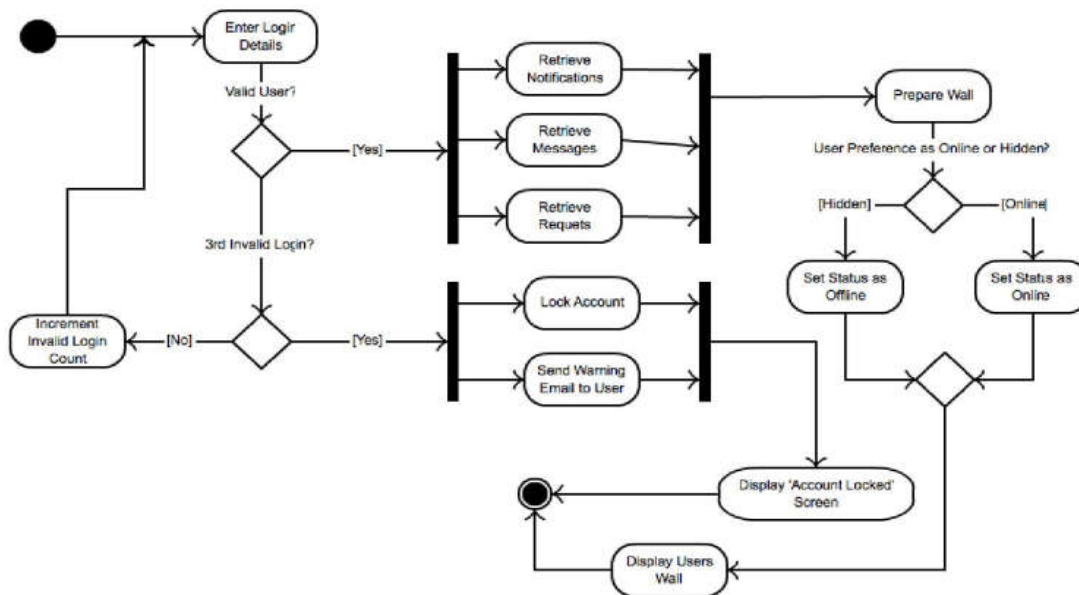 Enter Login
Details
Valid User?
[Yes]
Retrieve
Notifications
Retrieve
Messages
Retrieve
Requets
Prepare Wall
User Preference as Online or Hidden?
[Hidden]
[Online]
Set Status as
Offline
Set Status as
Online
3rd Invalid Login?
[No]
Increment
Invalid Login
Count
[Yes]
Lock Account
Send Warning
Email to User
Display 'Account Locked'
Screen
Display Users
Wall